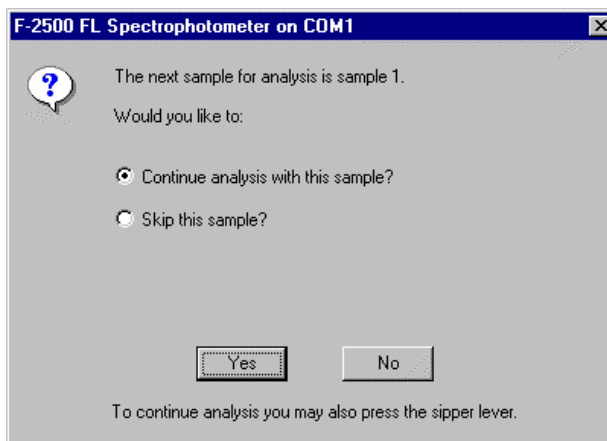 F-2500 FL Spectrophotometer on COM1
The next sample for analysis is sample 1.
Would you like to:
Continue analysis with this sample?
Skip this sample?
Yes No
To continue analysis you may also press the sipper lever.